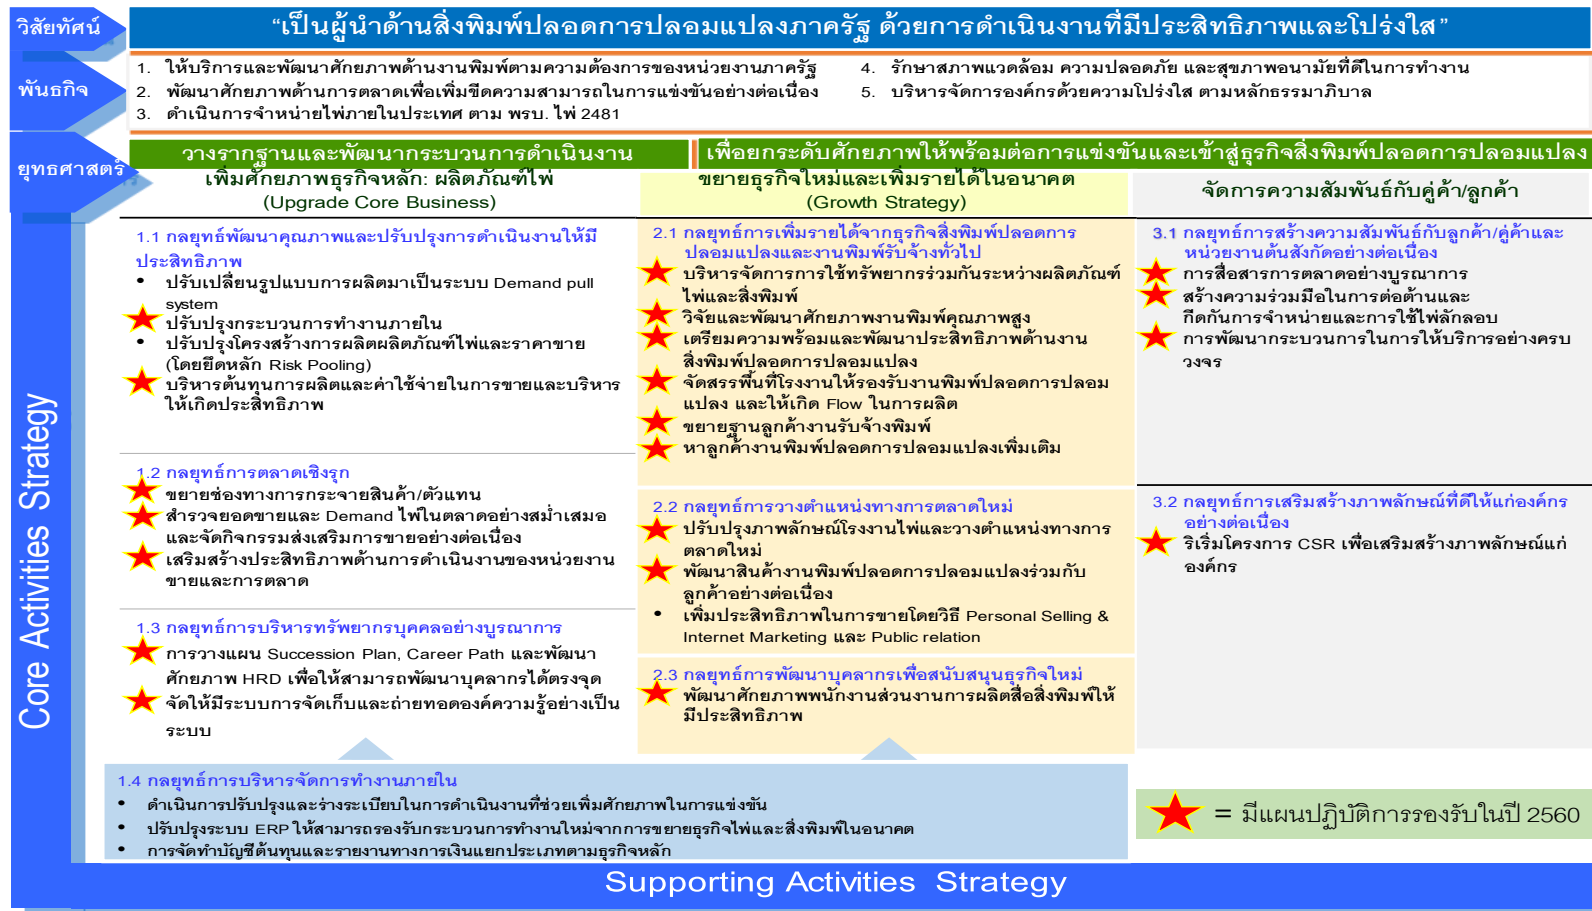 วิสัยทัศน์
“เป็นผู้นำด้านสิ่งพิมพ์ปลอดการปลอมแปลงภาครัฐ ด้วยการดำเนินงานที่มีประสิทธิภาพและโปร่งใส”
พันธกิจ
1. ให้บริการและพัฒนาศักยภาพด้านงานพิมพ์ตามความต้องการของหน่วยงานภาครัฐ
2. พัฒนาศักยภาพด้านการตลาดเพื่อเพิ่มขีดความสามารถในการแข่งขันอย่างต่อเนื่อง
3. ดำเนินการจำหน่ายไพ่ภายในประเทศ ตาม พรบ. ไพ่ 2481
4. รักษาสภาพแวดล้อม ความปลอดภัย และสุขภาพอนามัยที่ดีในการทำงาน
5. บริหารจัดการองค์กรด้วยความโปร่งใส ตามหลักธรรมาภิบาล
ยุทธศาสตร์
วางรากฐานและพัฒนากระบวนการดำเนินงาน
เพื่อยกระดับศักยภาพให้พร้อมต่อการแข่งขันและเข้าสู่ธุรกิจสิ่งพิมพ์ปลอดการปลอมแปลง
เพิ่มศักยภาพธุรกิจหลัก: ผลิตภัณฑ์ไพ่
(Upgrade Core Business)
ขยายธุรกิจใหม่และเพิ่มรายได้ในอนาคต
(Growth Strategy)
จัดการความสัมพันธ์กับคู่ค้า/ลูกค้า
Core Activities Strategy
1.1 กลยุทธ์พัฒนาคุณภาพและปรับปรุงการดำเนินงานให้มี
ประสิทธิภาพ
• ปรับเปลี่ยนรูปแบบการผลิตมาเป็นระบบ Demand pull
system
ปรับปรุงกระบวนการทำงานภายใน
• ปรับปรุงโครงสร้างการผลิตผลิตภัณฑ์ไพ่และราคาขาย
(โดยยึดหลัก Risk Pooling)
บริหารต้นทุนการผลิตและค่าใช้จ่ายในการขายและบริหาร
ให้เกิดประสิทธิภาพ
1.2 กลยุทธ์การตลาดเชิงรุก
ขยายช่องทางการกระจายสินค้า/ตัวแทน
สำรวจยอดขายและ Demand ไพ่ในตลาดอย่างสม่ำเสมอ
และจัดกิจกรรมส่งเสริมการขายอย่างต่อเนื่อง
เสริมสร้างประสิทธิภาพด้านการดำเนินงานของหน่วยงาน
ขายและการตลาด
1.3 กลยุทธ์การบริหารทรัพยากรบุคคลอย่างบูรณาการ
การวางแผน Succession Plan, Career Path และพัฒนา
ศักยภาพ HRD เพื่อให้สามารถพัฒนาบุคลากรได้ตรงจุด
จัดให้มีระบบการจัดเก็บและถ่ายทอดองค์ความรู้อย่างเป็น
ระบบ
2.1 กลยุทธ์การเพิ่มรายได้จากธุรกิจสิ่งพิมพ์ปลอดการ
ปลอมแปลงและงานพิมพ์รับจ้างทั่วไป
บริหารจัดการการใช้ทรัพยากรร่วมกันระหว่างผลิตภัณฑ์
ไพ่และสิ่งพิมพ์
วิจัยและพัฒนาศักยภาพงานพิมพ์คุณภาพสูง
เตรียมความพร้อมและพัฒนาประสิทธิภาพด้านงาน
สิ่งพิมพ์ปลอดการปลอมแปลง
จัดสรรพื้นที่โรงงานให้รองรับงานพิมพ์ปลอดการปลอม
แปลง และให้เกิด Flow ในการผลิต
ขยายฐานลูกค้างานรับจ้างพิมพ์
หาลูกค้างานพิมพ์ปลอดการปลอมแปลงเพิ่มเติม
2.2 กลยุทธ์การวางตำแหน่งทางการตลาดใหม่
ปรับปรุงภาพลักษณ์โรงงานไพ่และวางตำแหน่งทางการ
ตลาดใหม่
พัฒนาสินค้างานพิมพ์ปลอดการปลอมแปลงร่วมกับ
ลูกค้าอย่างต่อเนื่อง
• เพิ่มประสิทธิภาพในการขายโดยวิธี Personal Selling &
Internet Marketing และ Public relation
2.3 กลยุทธ์การพัฒนาบุคลากรเพื่อสนับสนุนธุรกิจใหม่
พัฒนาศักยภาพพนักงานส่วนงานการผลิตสื่อสิ่งพิมพ์ให้
มีประสิทธิภาพ
3.1 กลยุทธ์การสร้างความสัมพันธ์กับลูกค้า/คู่ค้าและ
หน่วยงานต้นสังกัดอย่างต่อเนื่อง
การสื่อสารการตลาดอย่างบูรณาการ
สร้างความร่วมมือในการต่อต้านและ
กีดกันการจำหน่ายและการใช้ไพ่ลักลอบ
การพัฒนากระบวนการในการให้บริการอย่างครบ
วงจร
3.2 กลยุทธ์การเสริมสร้างภาพลักษณ์ที่ดีให้แก่องค์กร
อย่างต่อเนื่อง
ริเริ่มโครงการ CSR เพื่อเสริมสร้างภาพลักษณ์แก่
องค์กร
1.4 กลยุทธ์การบริหารจัดการทำงานภายใน
• ดำเนินการปรับปรุงและร่างระเบียบในการดำเนินงานที่ช่วยเพิ่มศักยภาพในการแข่งขัน
• ปรับปรุงระบบ ERP ให้สามารถรองรับกระบวนการทำงานใหม่จากการขยายธุรกิจไพ่และสิ่งพิมพ์ในอนาคต
• การจัดทำบัญชีต้นทุนและรายงานทางการเงินแยกประเภทตามธุรกิจหลัก
= มีแผนปฏิบัติการรองรับในปี 2560
Supporting Activities Strategy